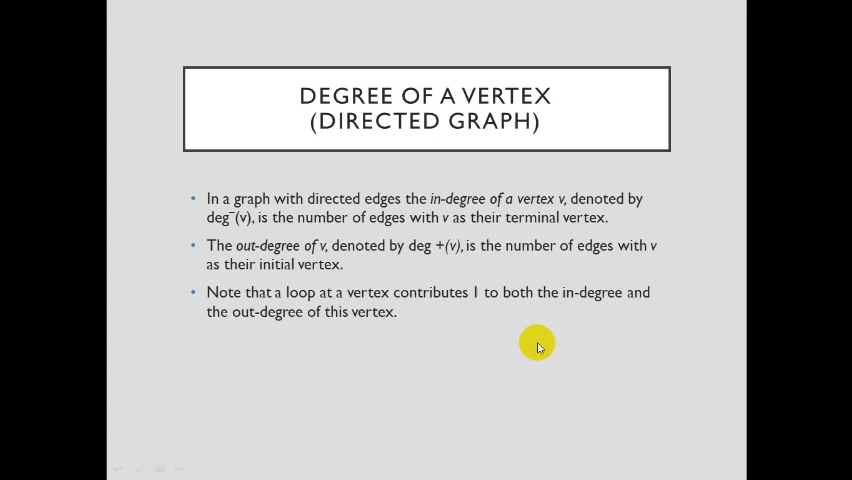 DEGREE OF A VERTEX
(DIRECTED GRAPH)
• In a graph with directed edges the in-degree of a vertex v, denoted by
deg⁻(v), is the number of edges with v as their terminal vertex.
• The out-degree of v, denoted by deg +(v), is the number of edges with v
as their initial vertex.
• Note that a loop at a vertex contributes 1 to both the in-degree and
the out-degree of this vertex.